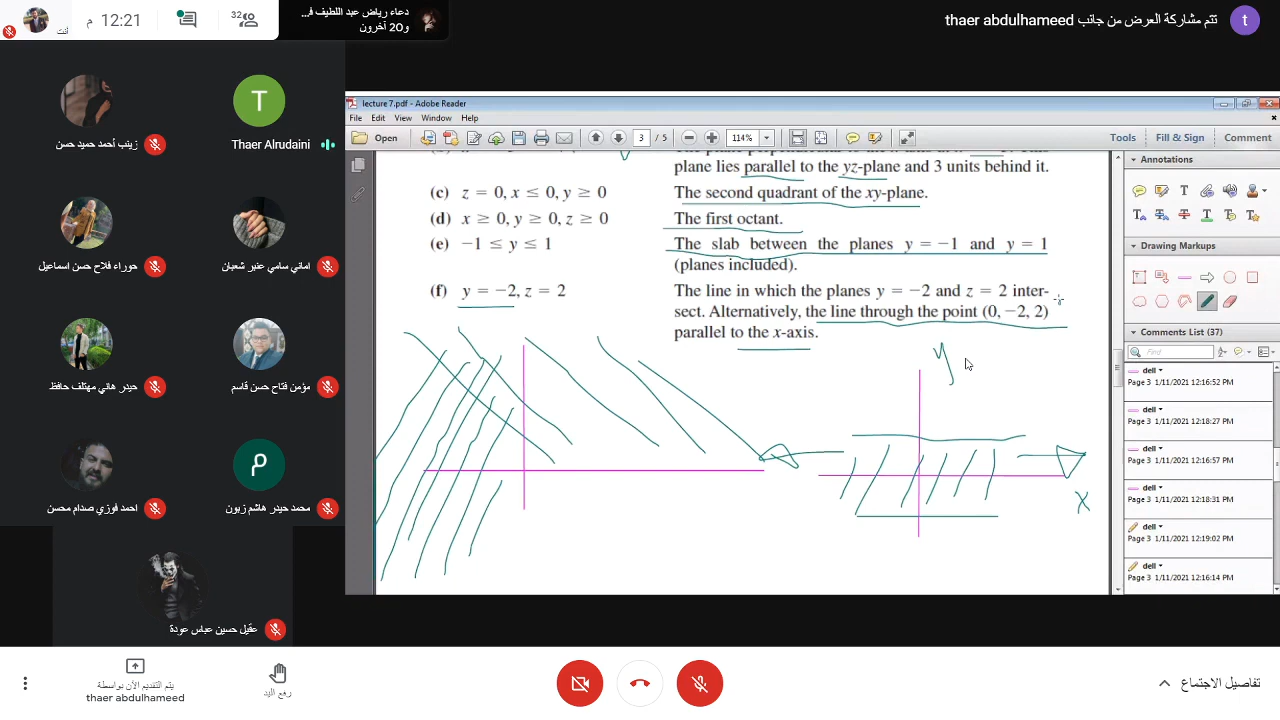 12:21 م
32
أنت
دعاء رياض عبد اللطيف ف...
و20 آخرون
تتم مشاركة العرض من جانب thaer abdulhameed
t
زينب أحمد حميد حسن
T
Thaer Alrudaini
حوراء فلاح حسن اسماعيل
اماني سامي عنبر شعبان
حيدر هاني مهتلف حافظ
مؤمن فتاح حسن قاسم
احمد فوزي صدام محسن
م
محمد حيدر هاشم زبون
عقيل حسين عباس عودة
lecture 7.pdf - Adobe Reader
File Edit View Window Help
Open 3 / 5 114% Tools Fill & Sign Comment
plane lies parallel to the yz-plane and 3 units behind it.
(c) z = 0, x ≤ 0, y ≥ 0 The second quadrant of the xy-plane.
(d) x ≥ 0, y ≥ 0, z ≥ 0 The first octant.
(e) −1 ≤ y ≤ 1 The slab between the planes y = −1 and y = 1
(planes included).
(f) y = −2, z = 2 The line in which the planes y = −2 and z = 2 inter-
sect. Alternatively, the line through the point (0, −2, 2)
parallel to the x-axis.
y
x
Annotations
T
Drawing Markups
Comments List (37)
Find
dell
Page 3 1/11/2021 12:16:52 PM
dell
Page 3 1/11/2021 12:18:27 PM
dell
Page 3 1/11/2021 12:16:57 PM
dell
Page 3 1/11/2021 12:18:31 PM
dell
Page 3 1/11/2021 12:19:02 PM
dell
Page 3 1/11/2021 12:16:14 PM
يتم التقديم الآن بواسطة
thaer abdulhameed
رفع اليد
تفاصيل الاجتماع